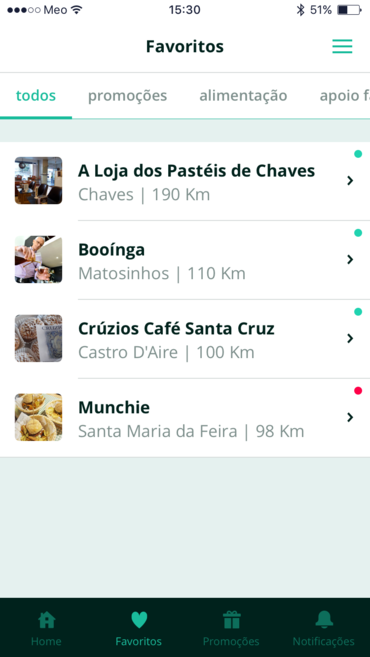 Meo 15:30 51%
Favoritos
todos promoções alimentação apoio f
A Loja dos Pastéis de Chaves
Chaves | 190 Km
Booínga
Matosinhos | 110 Km
Crúzios Café Santa Cruz
Castro D'Aire | 100 Km
Munchie
Santa Maria da Feira | 98 Km
Home Favoritos Promoções Notificações